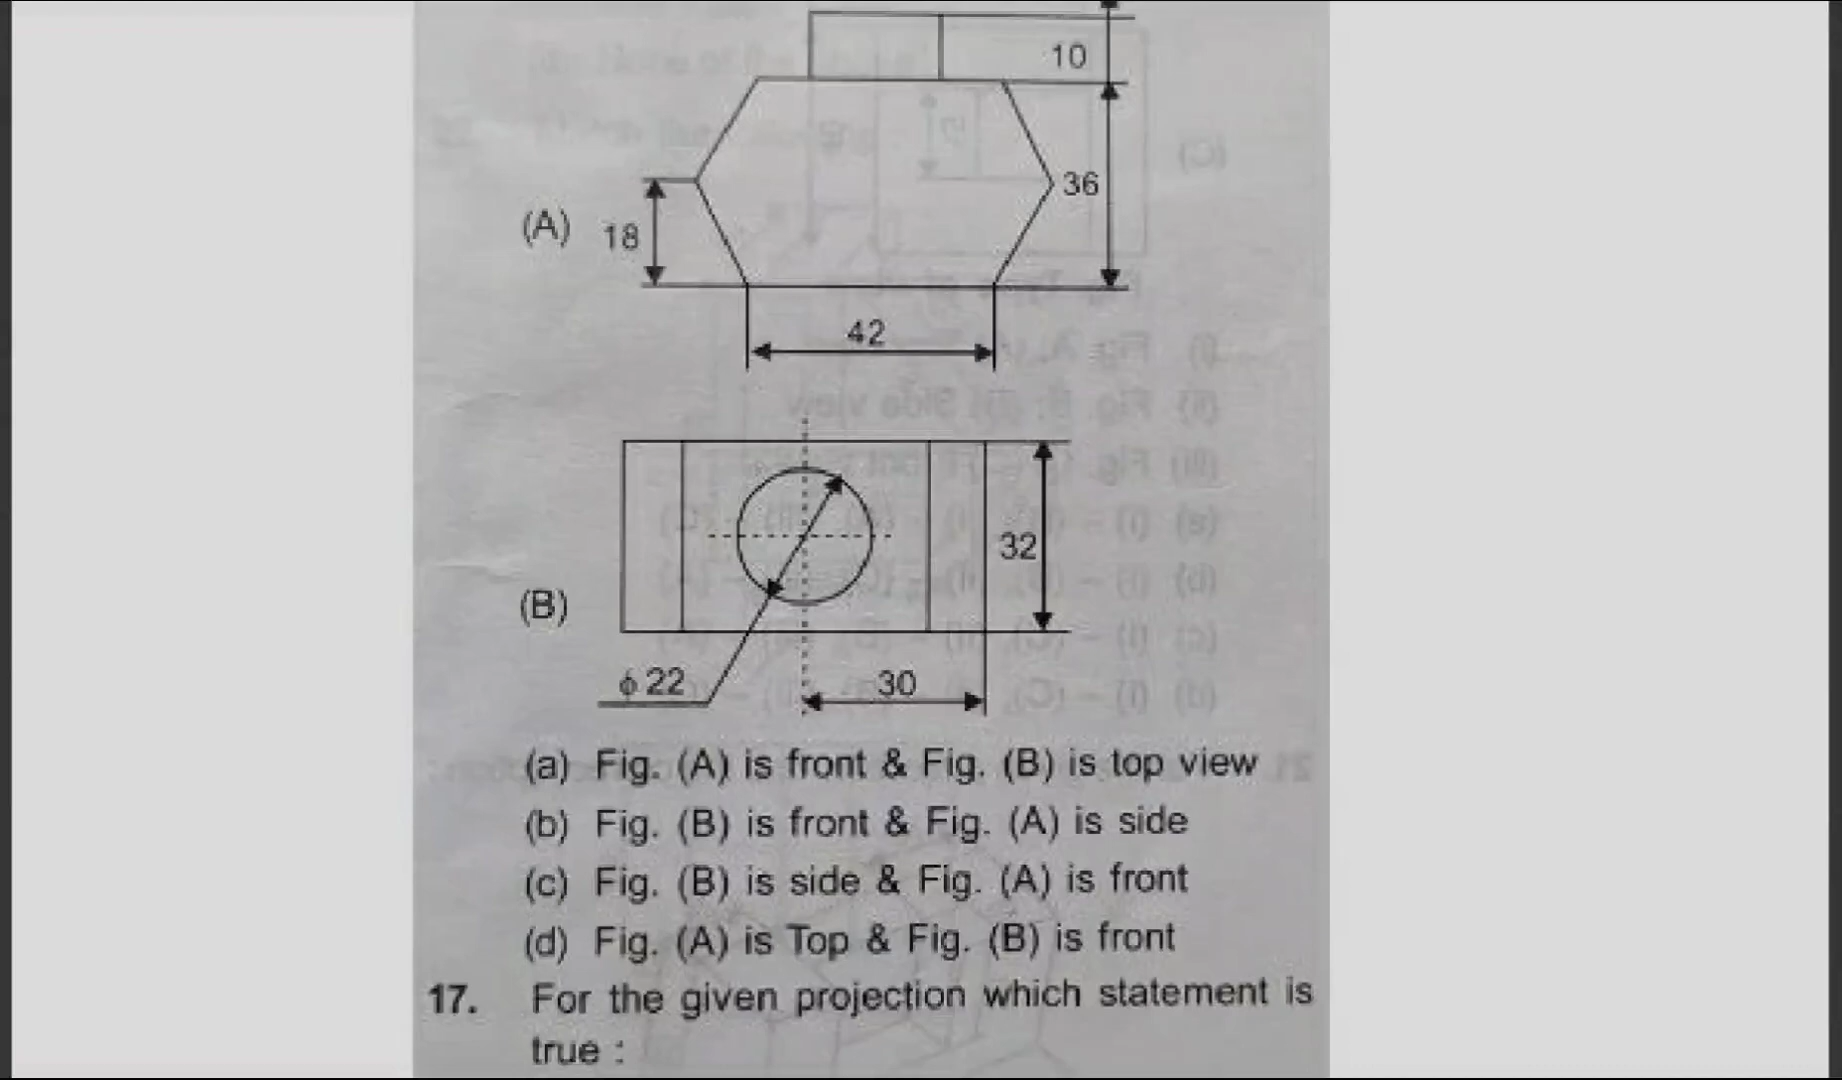 10
36
(A) 18
42
32
(B)
ϕ 22
30
(a) Fig. (A) is front & Fig. (B) is top view
(b) Fig. (B) is front & Fig. (A) is side
(c) Fig. (B) is side & Fig. (A) is front
(d) Fig. (A) is Top & Fig. (B) is front
17. For the given projection which statement is
true :